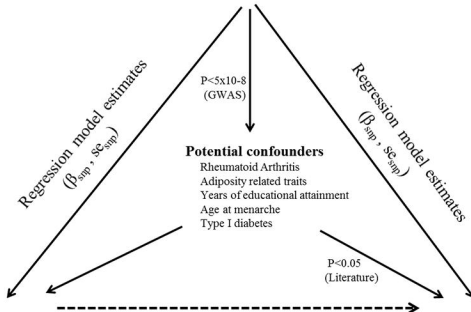 Regression model estimates
(βsnp , sesnp)
P<5x10-8
(GWAS)
Regression model estimates
(βsnp , sesnp)
Potential confounders
Rheumatoid Arthritis
Adiposity related traits
Years of educational attainment
Age at menarche
Type I diabetes
P<0.05
(Literature)